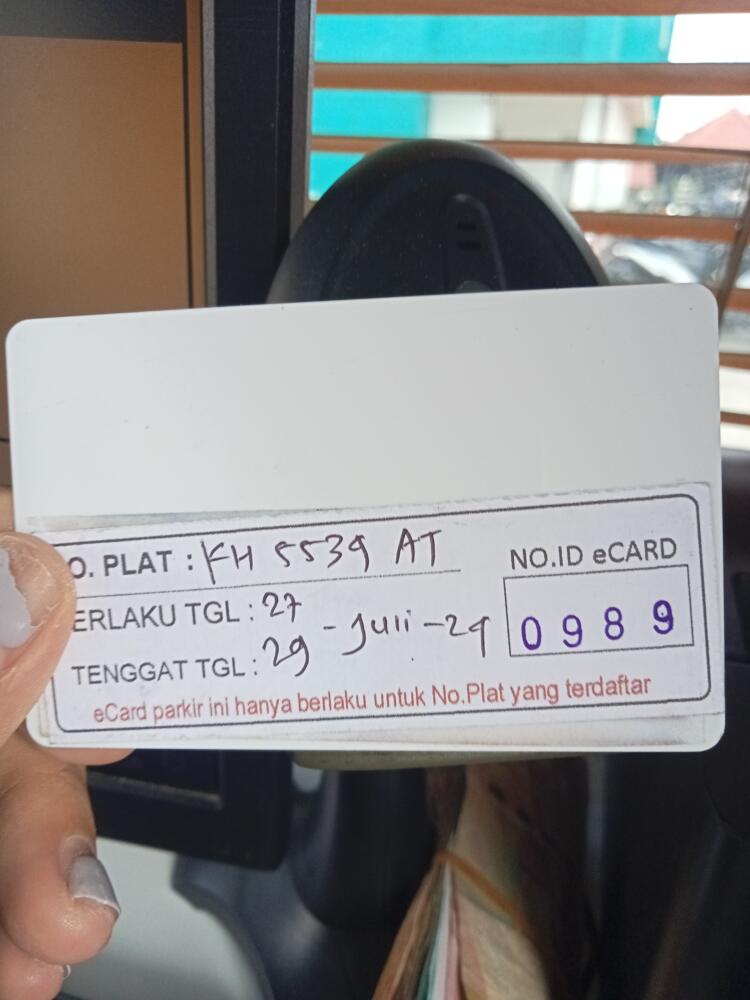 O. PLAT : KH 5539 AT
NO.ID eCARD
ERLAKU TGL : 27
0989
TENGGAT TGL : 29 - Juli - 24
eCard parkir ini hanya berlaku untuk No.Plat yang terdaftar